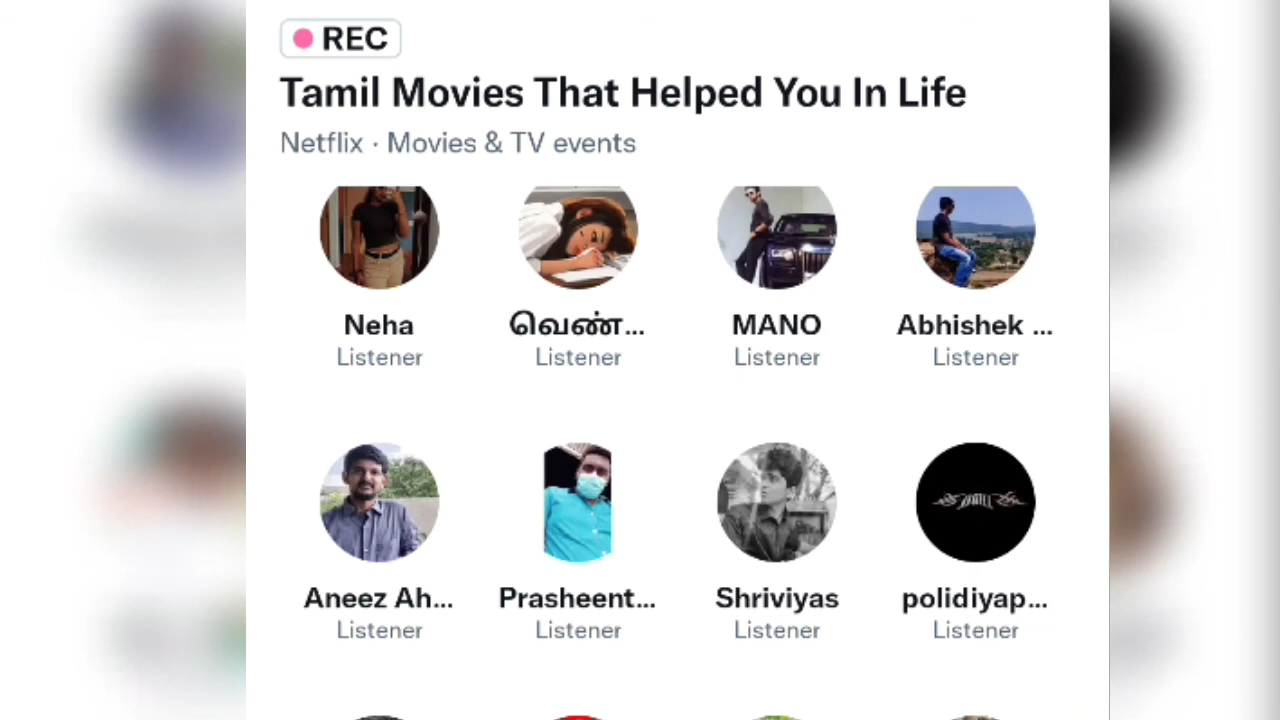 REC
Tamil Movies That Helped You In Life
Netflix · Movies & TV events
Neha வெண்... MANO Abhishek ...
Listener Listener Listener Listener
Aneez Ah... Prasheent... Shriviyas polidiyap...
Listener Listener Listener Listener